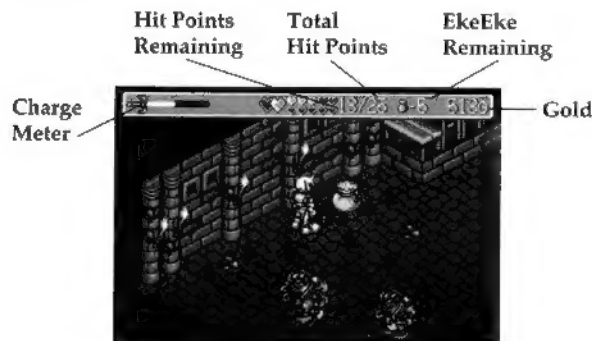 Hit Points
Remaining
Total
Hit Points
EkeEke
Remaining
Charge
Meter
Gold